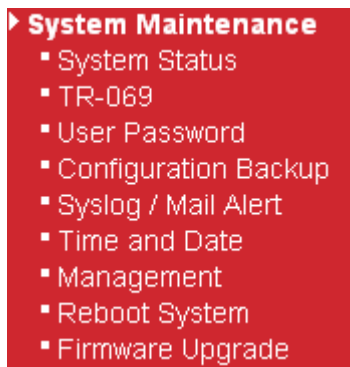 System Maintenance
System Status
TR-069
User Password
Configuration Backup
Syslog / Mail Alert
Time and Date
Management
Reboot System
Firmware Upgrade